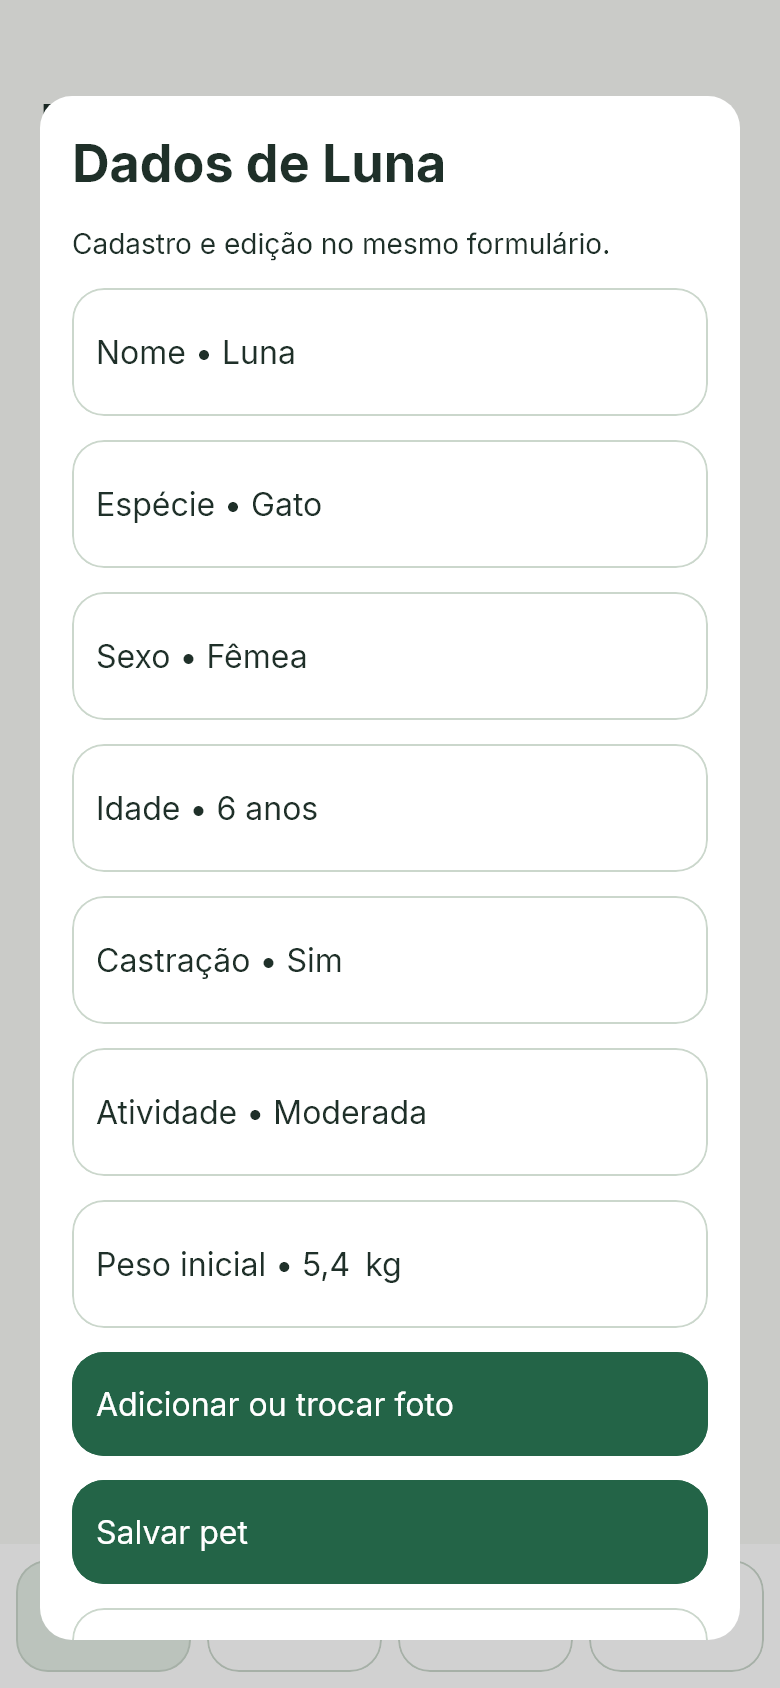 Dados de Luna
Cadastro e edição no mesmo formulário.
Nome • Luna
Espécie • Gato
Sexo • Fêmea
Idade • 6 anos
Castração • Sim
Atividade • Moderada
Peso inicial • 5,4 kg
Adicionar ou trocar foto
Salvar pet